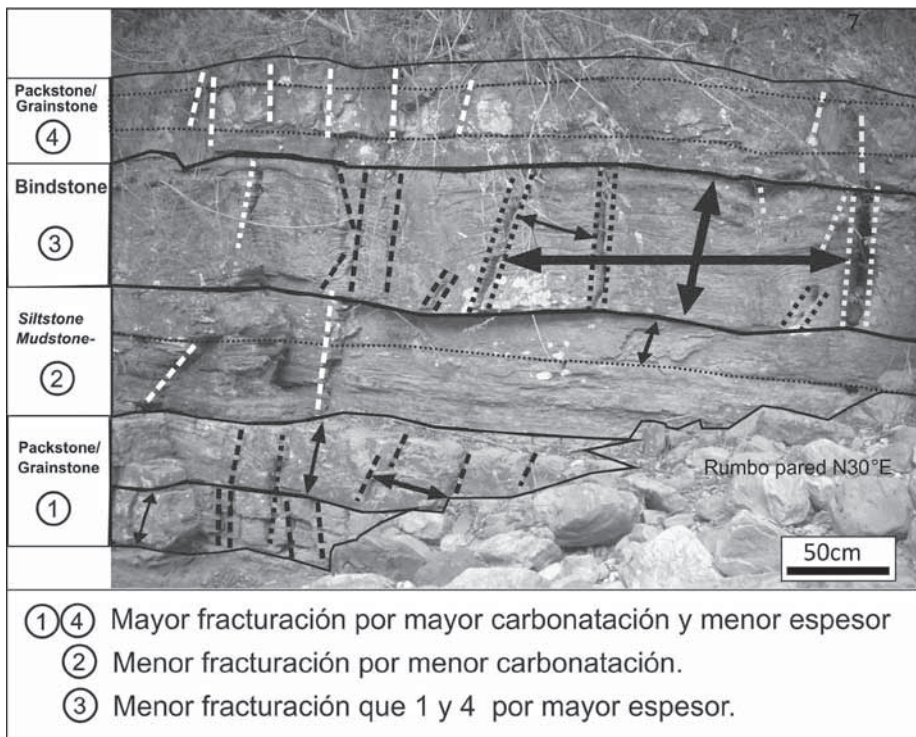 7
Packstone/
Grainstone
4
Bindstone
3
Siltstone
Mudstone-
2
Packstone/
Grainstone
1
Rumbo pared N30°E
50cm
1 4 Mayor fracturación por mayor carbonatación y menor espesor
2 Menor fracturación por menor carbonatación.
3 Menor fracturación que 1 y 4 por mayor espesor.